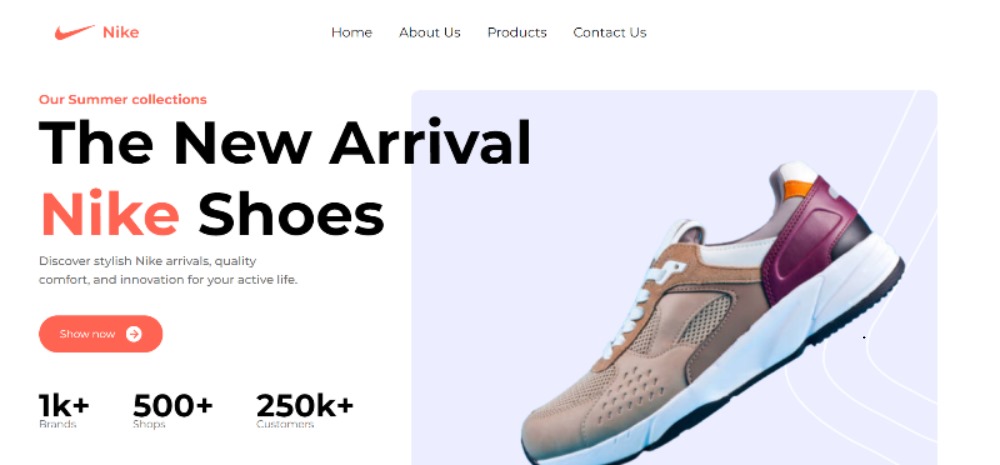 Nike
Home About Us Products Contact Us
Our Summer collections
The New Arrival
Nike Shoes
Discover stylish Nike arrivals, quality
comfort, and innovation for your active life.
Show now
1k+ 500+ 250k+
Brands Shops Customers